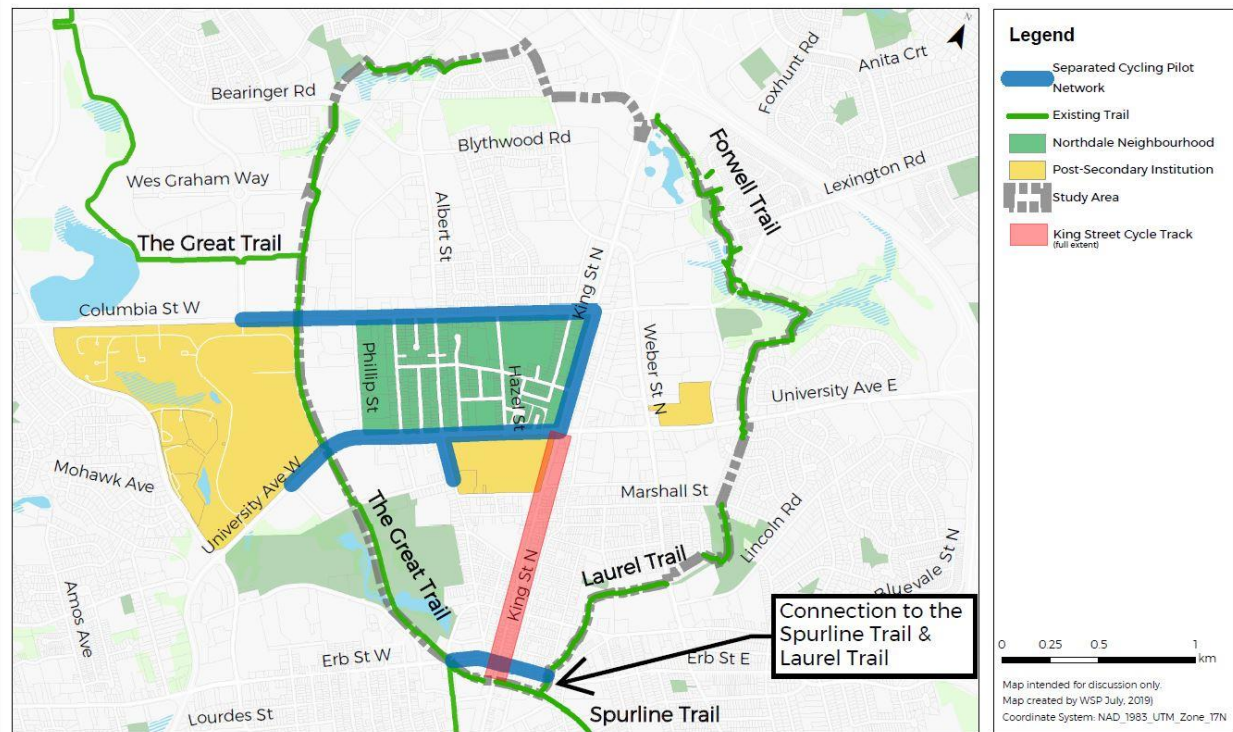 N
Bearinger Rd
Foxhunt Rd
Anita Crt
Blythwood Rd
Forwell Trail
Lexington Rd
Wes Graham Way
Albert St
The Great Trail
King St N
Columbia St W
Phillip St
Hazel St
Weber St N
University Ave E
Mohawk Ave
University Ave W
Marshall St
The Great Trail
Lincoln Rd
Laurel Trail
Bluevale St N
King St N
Amos Ave
Connection to the
Spurline Trail &
Laurel Trail
Erb St W
Erb St E
Lourdes St
Spurline Trail
Legend
Separated Cycling Pilot
Network
Existing Trail
Northdale Neighbourhood
Post-Secondary Institution
Study Area
King Street Cycle Track
(full extent)
0 0.25 0.5 1
km
Map intended for discussion only.
Map created by WSP July, 2019)
Coordinate System: NAD_1983_UTM_Zone_17N